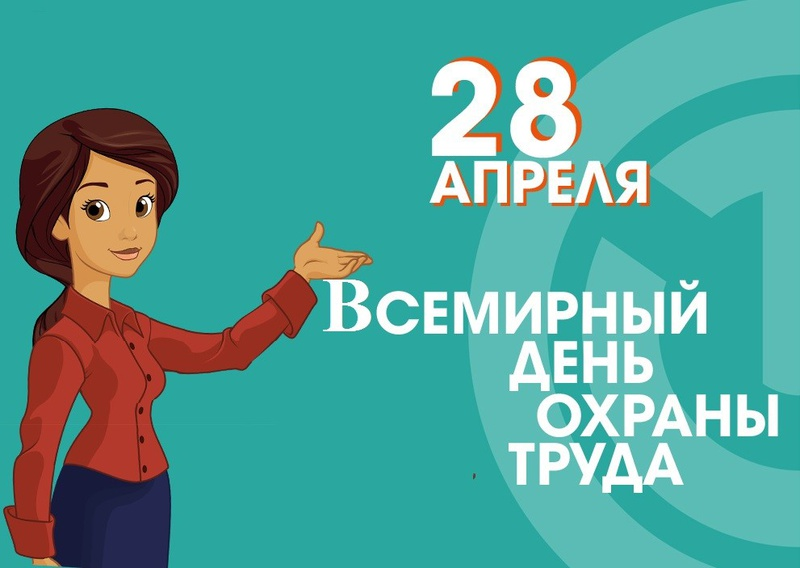 28
АПРЕЛЯ
ВСЕМИРНЫЙ
ДЕНЬ
ОХРАНЫ
ТРУДА